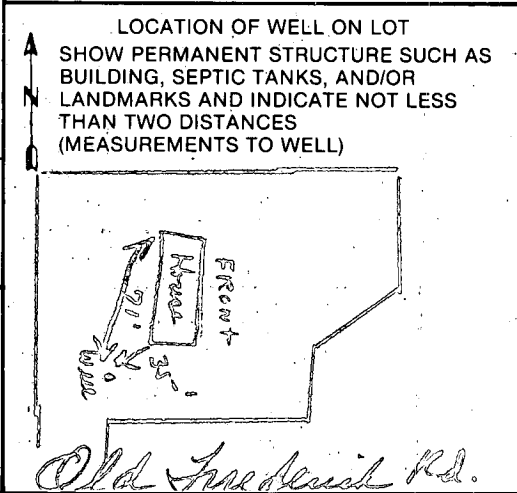 LOCATION OF WELL ON LOT
SHOW PERMANENT STRUCTURE SUCH AS
BUILDING, SEPTIC TANKS, AND/OR
LANDMARKS AND INDICATE NOT LESS
THAN TWO DISTANCES
(MEASUREMENTS TO WELL)
N
FRONT
House
71'
35'
Well
Old Frederick Rd.